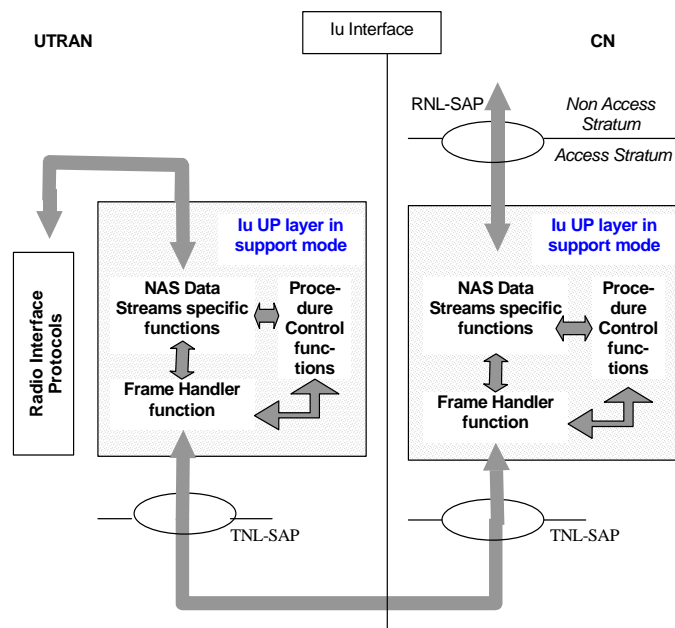 Iu Interface
UTRAN
CN
RNL-SAP
Non Access
Stratum
Access Stratum
Iu UP layer in
support mode
NAS Data
Streams specific
functions
Proce-
dure
Control
func-
tions
Frame Handler
function
Radio Interface
Protocols
TNL-SAP
Iu UP layer in
support mode
NAS Data
Streams specific
functions
Proce-
dure
Control
func-
tions
Frame Handler
function
TNL-SAP